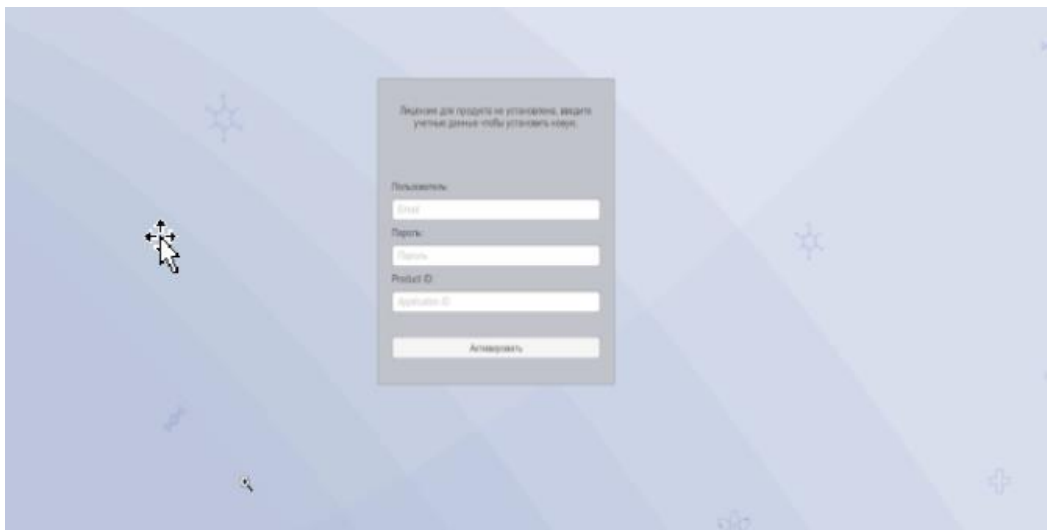 Лицензия для продукта не установлена, введите
учетные данные чтобы установить новую.
Пользователь:
Email
Пароль:
Пароль
Product ID:
Application ID
Активировать